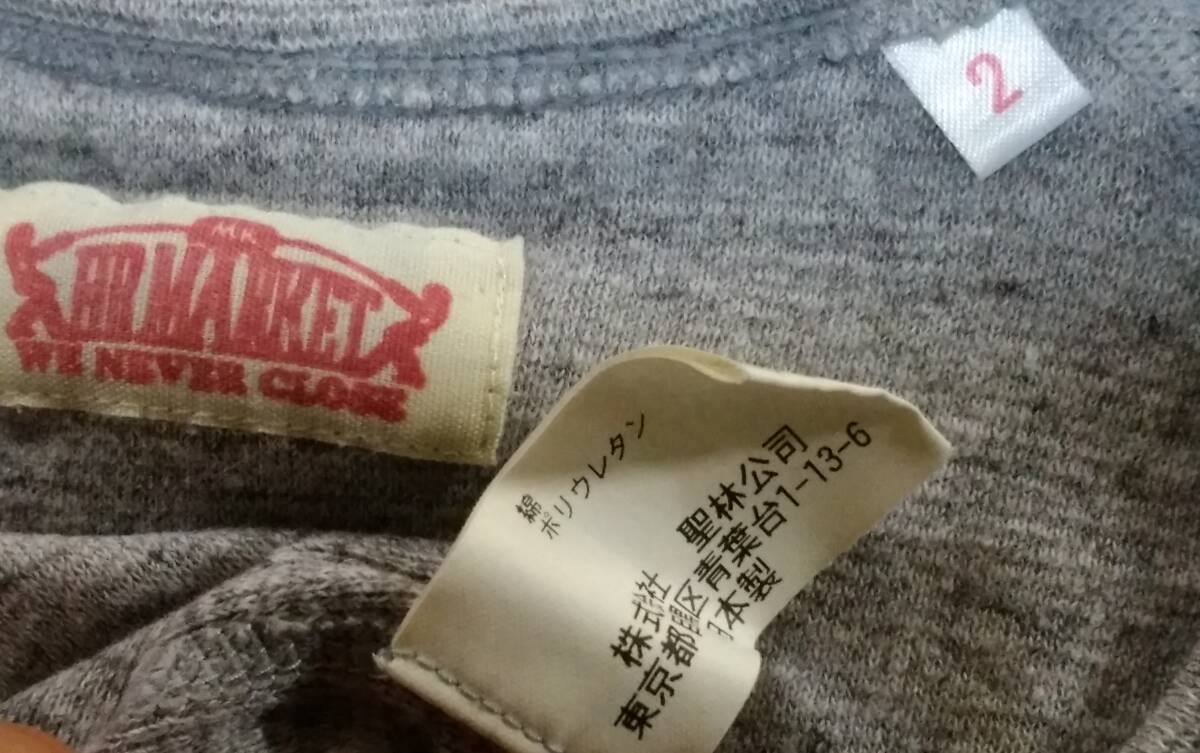 2
MR.
HR MARKET
WE NEVER CLOSE
綿
ポリウレタン
株式会社 聖林公司
東京都目黒区青葉台1-13-6
日本製